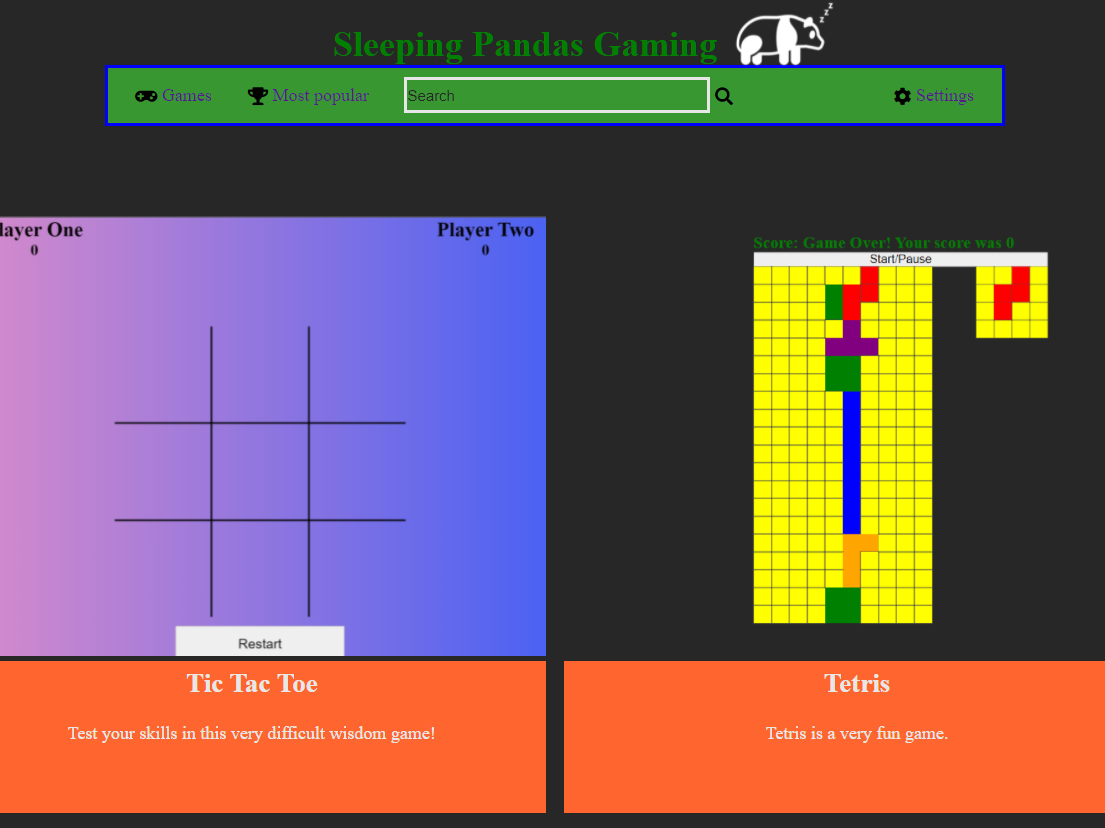 Sleeping Pandas Gaming
z z z
Games Most popular Search Settings
layer One
0
Player Two
0
Restart
Score: Game Over! Your score was 0
Start/Pause
Tic Tac Toe
Test your skills in this very difficult wisdom game!
Tetris
Tetris is a very fun game.